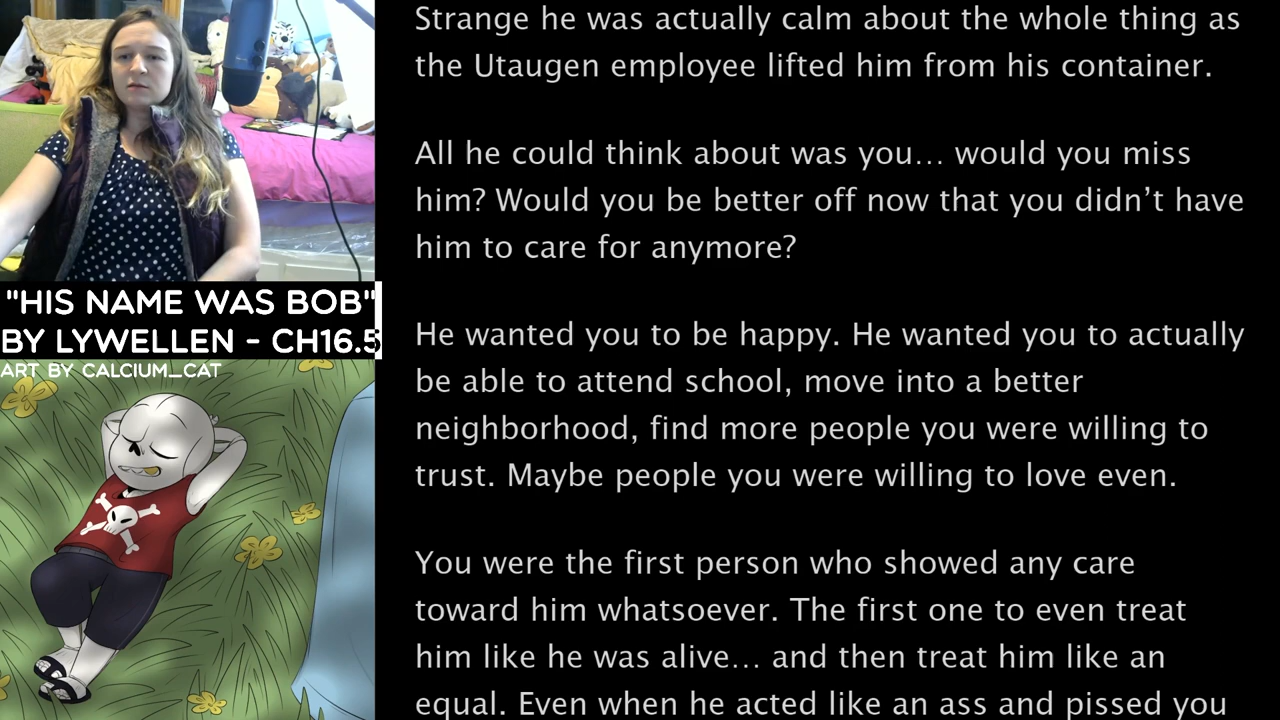 "HIS NAME WAS BOB"
BY LYWELLEN - CH16.5
ART BY CALCIUM_CAT
Strange he was actually calm about the whole thing as
the Utaugen employee lifted him from his container.
All he could think about was you… would you miss
him? Would you be better off now that you didn’t have
him to care for anymore?
He wanted you to be happy. He wanted you to actually
be able to attend school, move into a better
neighborhood, find more people you were willing to
trust. Maybe people you were willing to love even.
You were the first person who showed any care
toward him whatsoever. The first one to even treat
him like he was alive… and then treat him like an
equal. Even when he acted like an ass and pissed you